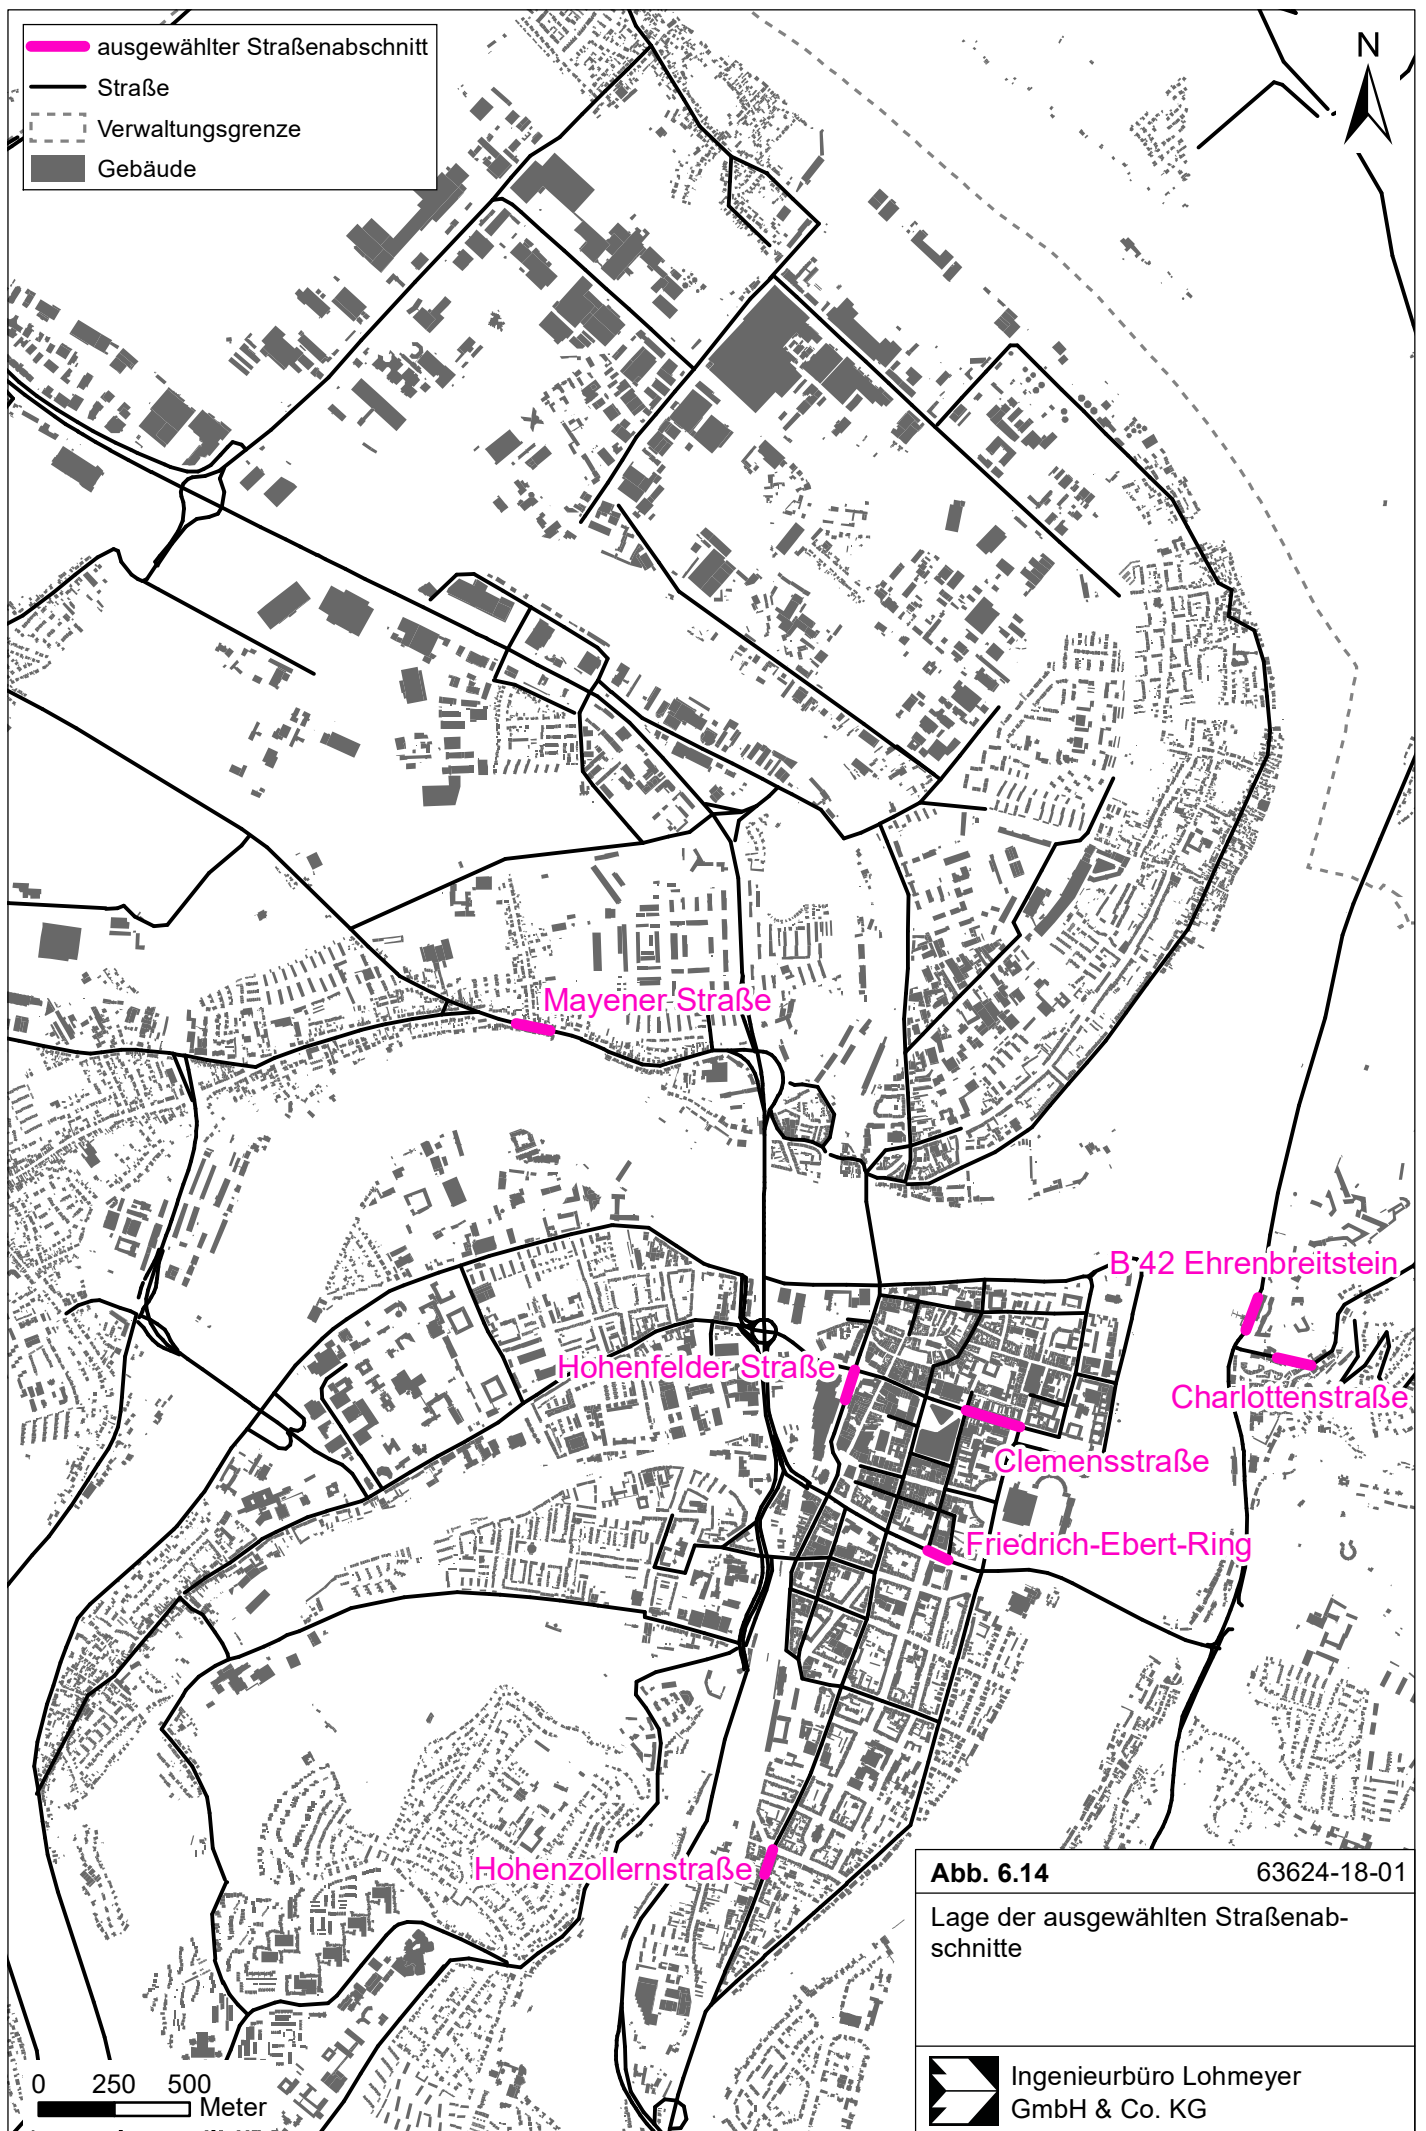 ausgewählter Straßenabschnitt
Straße
Verwaltungsgrenze
Gebäude
N
Mayener Straße
B 42 Ehrenbreitstein
Hohenfelder Straße
Charlottenstraße
Clemensstraße
Friedrich-Ebert-Ring
Hohenzollernstraße
Abb. 6.14 63624-18-01
Lage der ausgewählten Straßenab-
schnitte
0 250 500
Meter
Ingenieurbüro Lohmeyer
GmbH & Co. KG